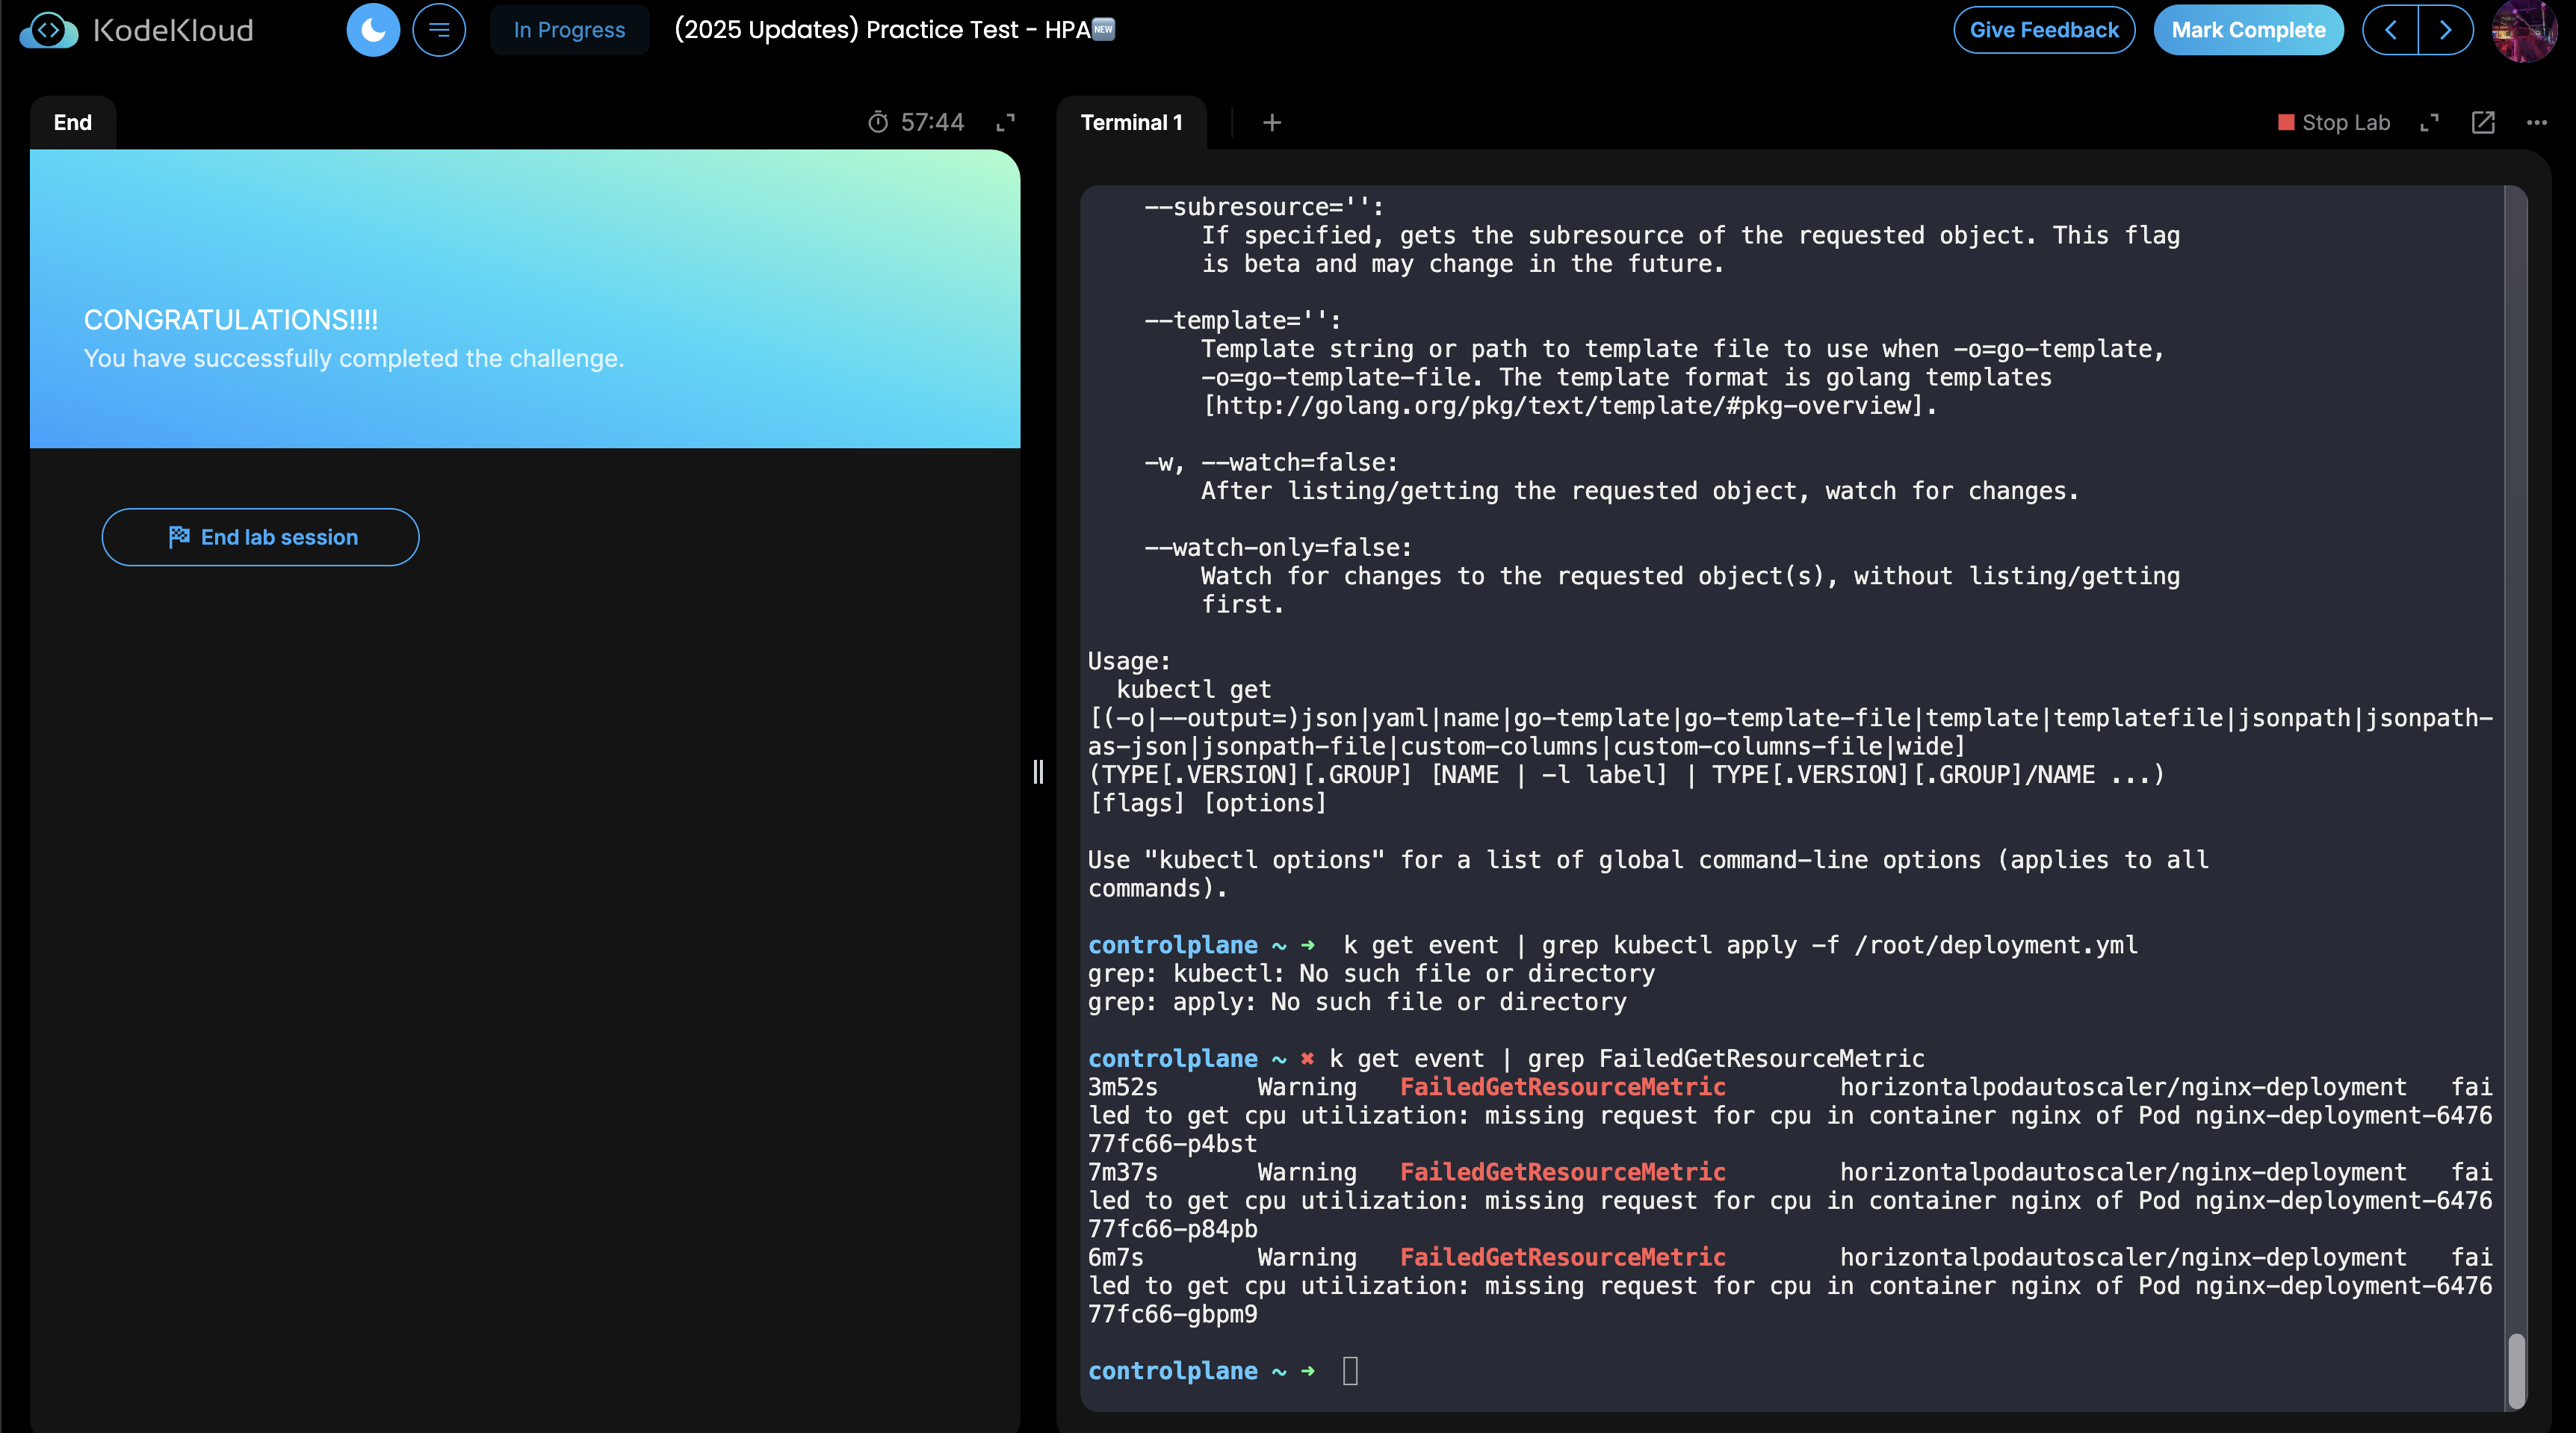 KodeKloud
In Progress
(2025 Updates) Practice Test - HPA🆕
Give Feedback
Mark Complete
End
57:44
CONGRATULATIONS!!!!
You have successfully completed the challenge.
End lab session
Terminal 1
+
Stop Lab
--subresource='':
If specified, gets the subresource of the requested object. This flag
is beta and may change in the future.
--template='':
Template string or path to template file to use when -o=go-template,
-o=go-template-file. The template format is golang templates
[http://golang.org/pkg/text/template/#pkg-overview].
-w, --watch=false:
After listing/getting the requested object, watch for changes.
--watch-only=false:
Watch for changes to the requested object(s), without listing/getting
first.
Usage:
kubectl get
[(-o|--output=)json|yaml|name|go-template|go-template-file|template|templatefile|jsonpath|jsonpath-
as-json|jsonpath-file|custom-columns|custom-columns-file|wide]
(TYPE[.VERSION][.GROUP] [NAME | -l label] | TYPE[.VERSION][.GROUP]/NAME ...)
[flags] [options]
Use "kubectl options" for a list of global command-line options (applies to all
commands).
controlplane ~ ➜ k get event | grep kubectl apply -f /root/deployment.yml
grep: kubectl: No such file or directory
grep: apply: No such file or directory
controlplane ~ ✖ k get event | grep FailedGetResourceMetric
3m52s Warning FailedGetResourceMetric horizontalpodautoscaler/nginx-deployment fai
led to get cpu utilization: missing request for cpu in container nginx of Pod nginx-deployment-6476
77fc66-p4bst
7m37s Warning FailedGetResourceMetric horizontalpodautoscaler/nginx-deployment fai
led to get cpu utilization: missing request for cpu in container nginx of Pod nginx-deployment-6476
77fc66-p84pb
6m7s Warning FailedGetResourceMetric horizontalpodautoscaler/nginx-deployment fai
led to get cpu utilization: missing request for cpu in container nginx of Pod nginx-deployment-6476
77fc66-gbpm9
controlplane ~ ➜